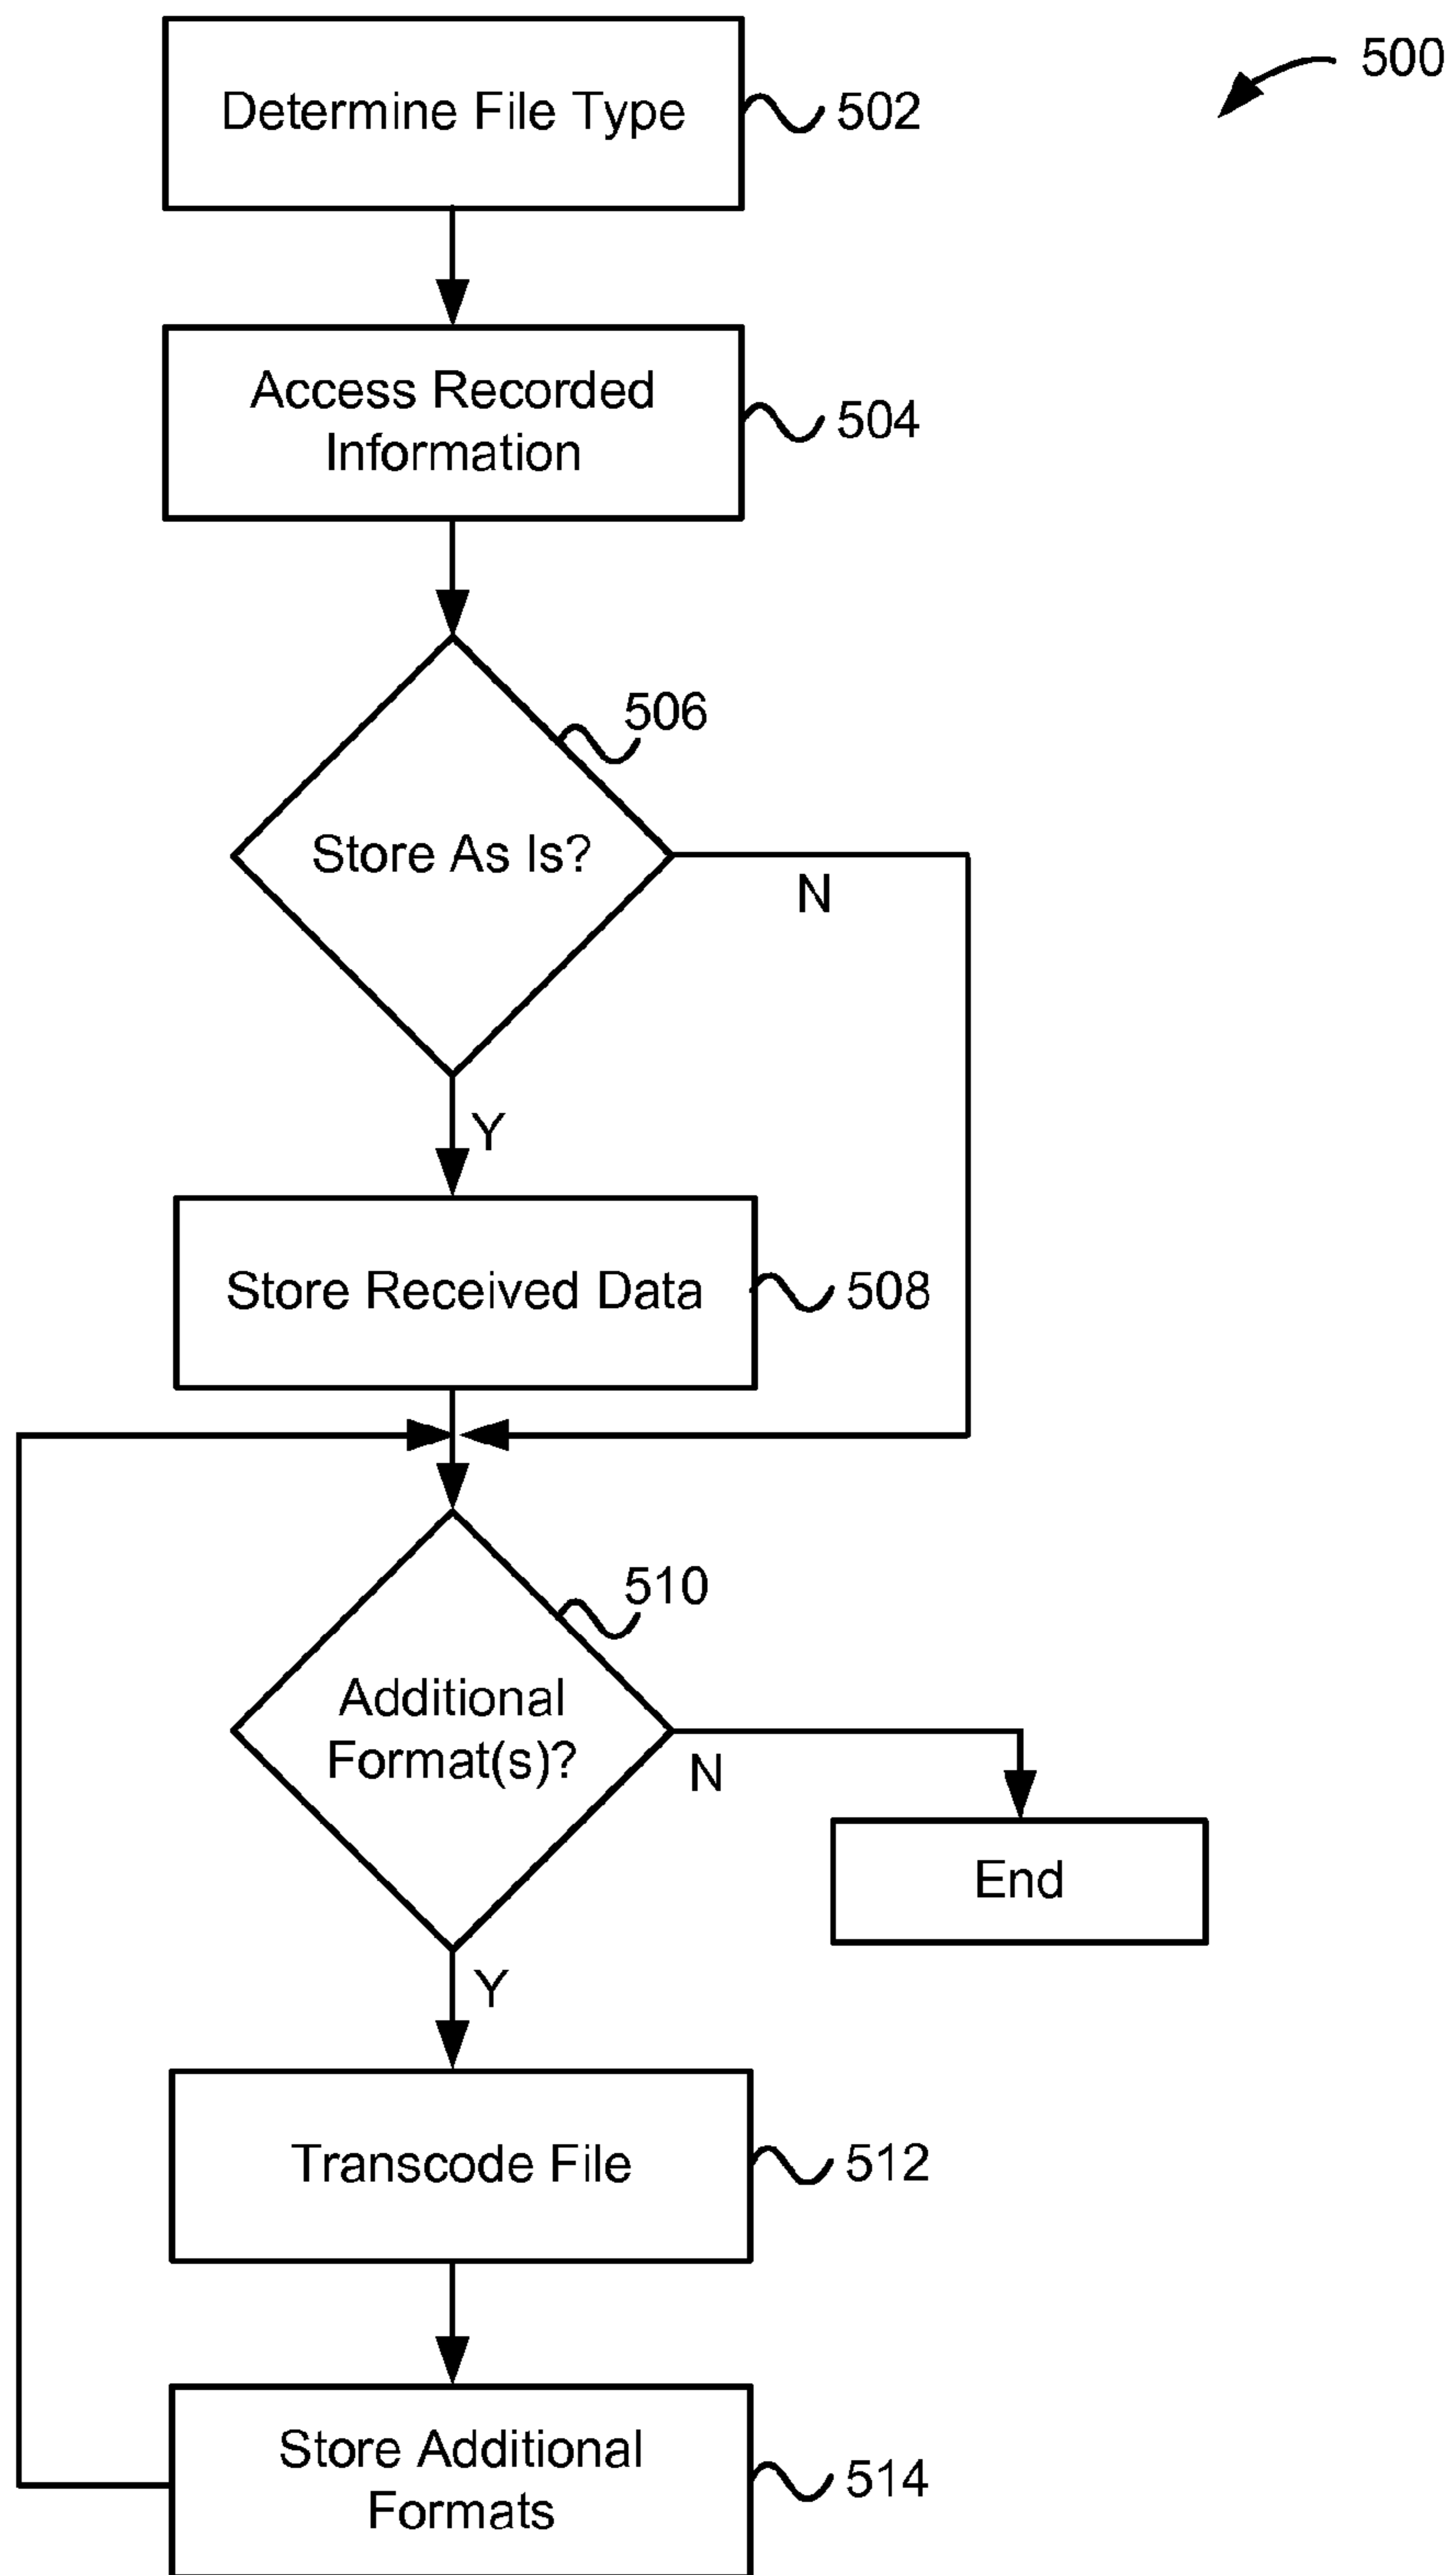 500
Determine File Type
502
Access Recorded
Information
504
506
Store As Is?
N
Y
Store Received Data
508
510
Additional
Format(s)?
N
End
Y
Transcode File
512
Store Additional
Formats
514